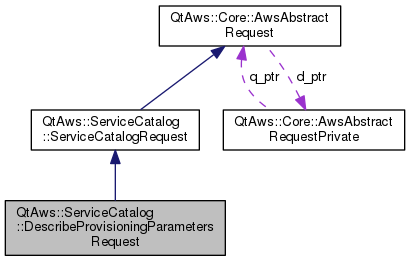 QtAws::Core::AwsAbstract
Request
q_ptr
d_ptr
QtAws::ServiceCatalog
::ServiceCatalogRequest
QtAws::Core::AwsAbstract
RequestPrivate
QtAws::ServiceCatalog
::DescribeProvisioningParameters
Request